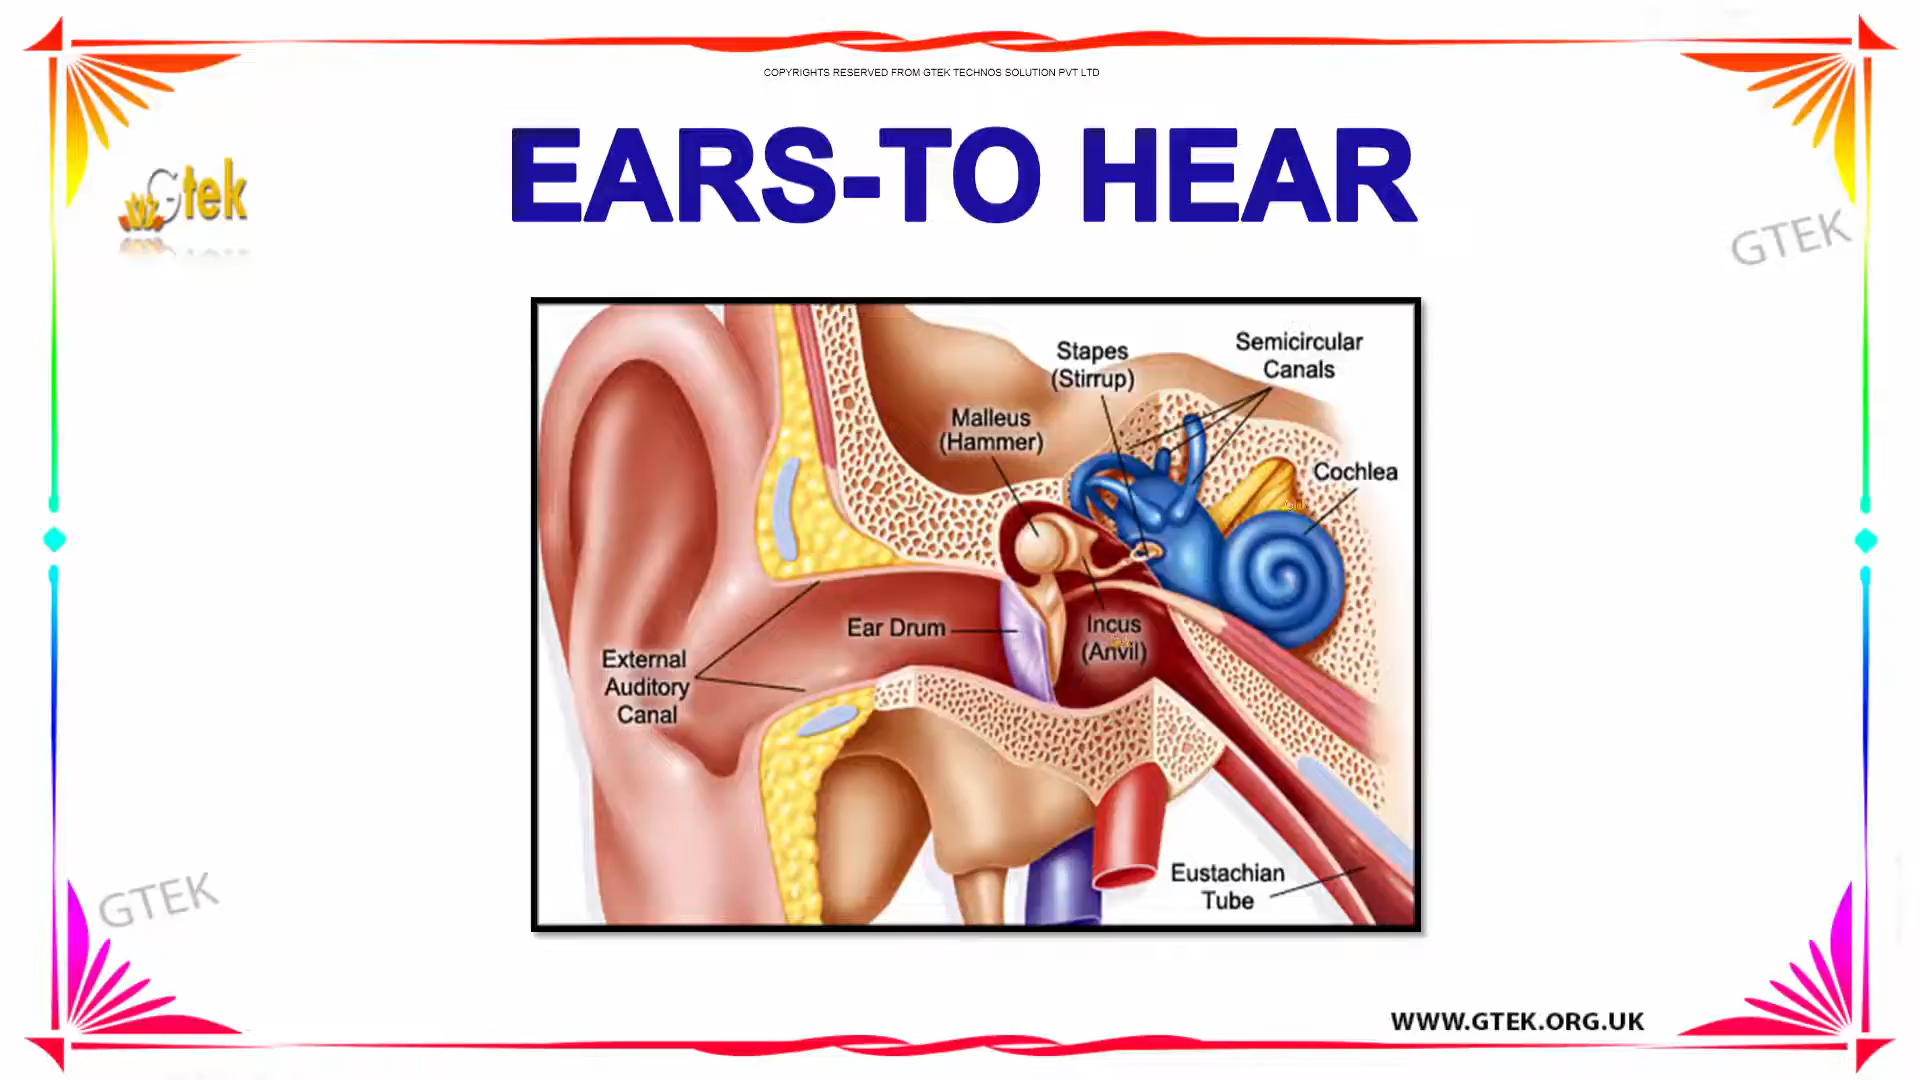 COPYRIGHTS RESERVED FROM GTEK TECHNOS SOLUTION PVT LTD
EARS-TO HEAR
Gtek
GTEK
Stapes
(Stirrup)
Semicircular
Canals
Malleus
(Hammer)
Cochlea
Ear Drum
Incus
(Anvil)
External
Auditory
Canal
Eustachian
Tube
GTEK
WWW.GTEK.ORG.UK